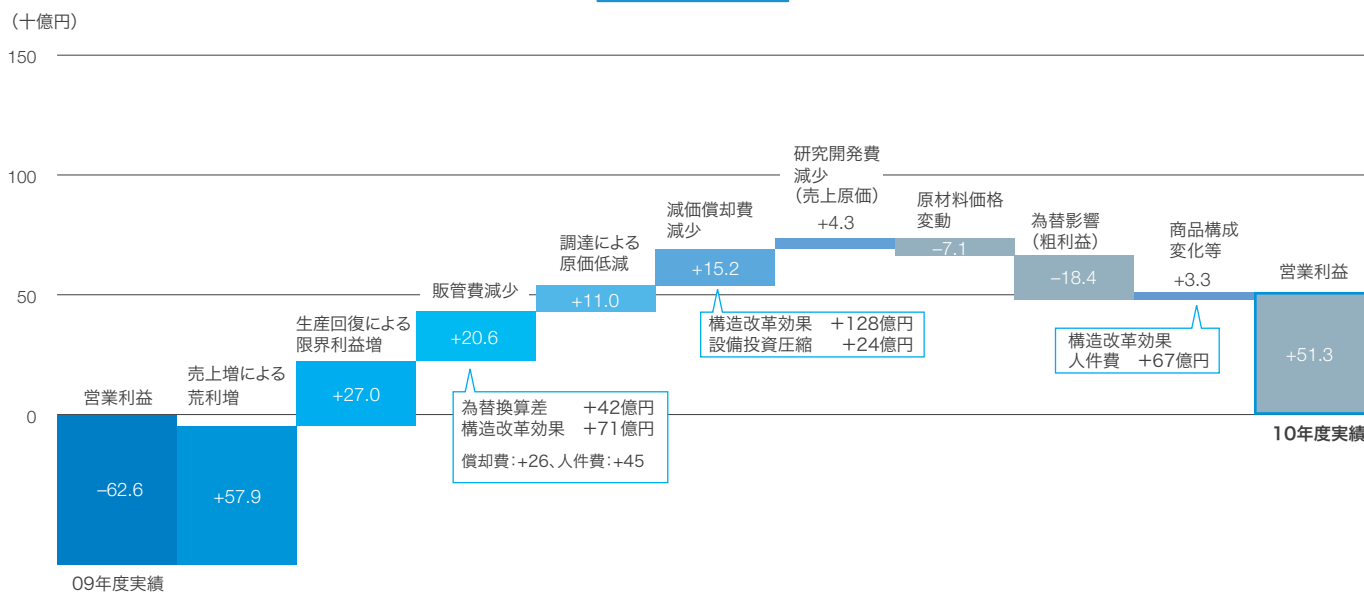 （十億円）
150
100
50
0
営業利益
–62.6
09年度実績
売上増による
荒利増
+57.9
生産回復による
限界利益増
+27.0
販管費減少
+20.6
為替換算差 +42億円
構造改革効果 +71億円
償却費：+26、人件費：+45
調達による
原価低減
+11.0
減価償却費
減少
+15.2
構造改革効果 +128億円
設備投資圧縮 +24億円
研究開発費
減少
（売上原価）
+4.3
原材料価格
変動
–7.1
為替影響
（粗利益）
–18.4
商品構成
変化等
+3.3
構造改革効果
人件費 +67億円
営業利益
+51.3
10年度実績